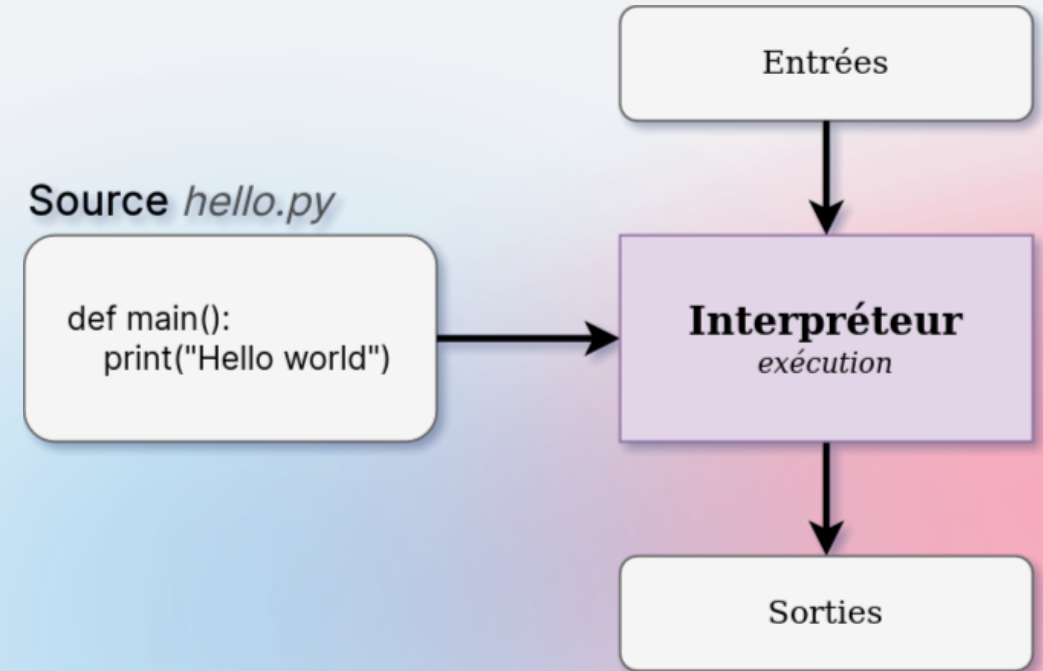 Entrées
Source hello.py
def main():
print("Hello world")
Interpréteur
exécution
Sorties